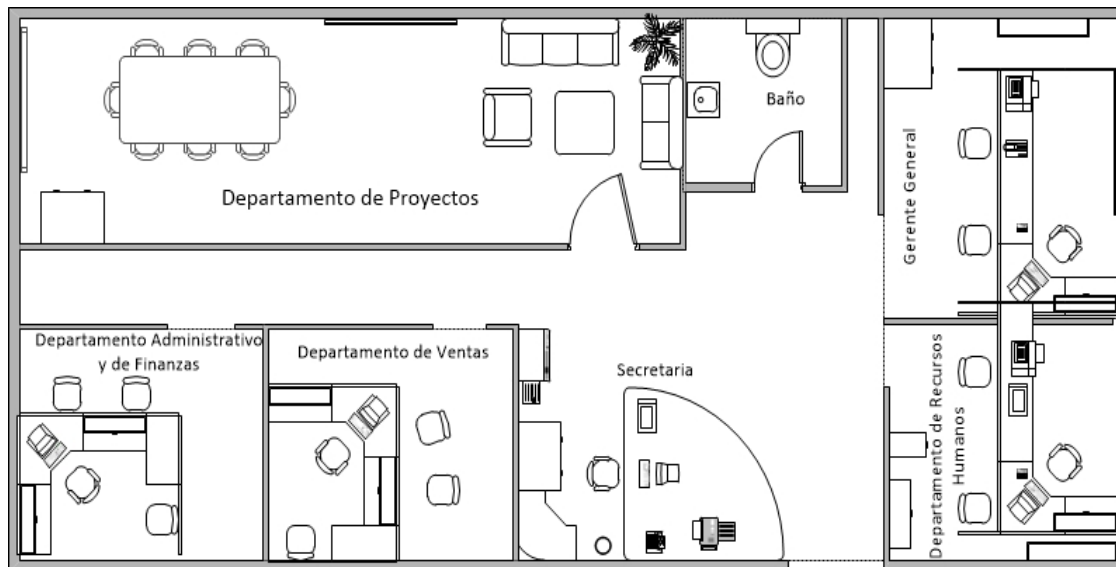 Departamento de Proyectos
Baño
Gerente General
Departamento Administrativo
y de Finanzas
Departamento de Ventas
Secretaria
Departamento de Recursos
Humanos